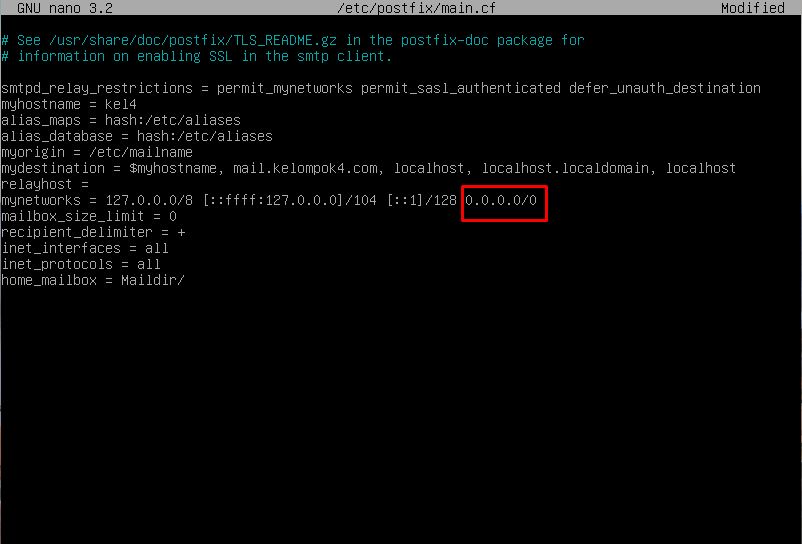 GNU nano 3.2 /etc/postfix/main.cf Modified
# See /usr/share/doc/postfix/TLS_README.gz in the postfix-doc package for
# information on enabling SSL in the smtp client.
smtpd_relay_restrictions = permit_mynetworks permit_sasl_authenticated defer_unauth_destination
myhostname = kel4
alias_maps = hash:/etc/aliases
alias_database = hash:/etc/aliases
myorigin = /etc/mailname
mydestination = $myhostname, mail.kelompok4.com, localhost, localhost.localdomain, localhost
relayhost =
mynetworks = 127.0.0.0/8 [::ffff:127.0.0.0]/104 [::1]/128 0.0.0.0/0
mailbox_size_limit = 0
recipient_delimiter = +
inet_interfaces = all
inet_protocols = all
home_mailbox = Maildir/